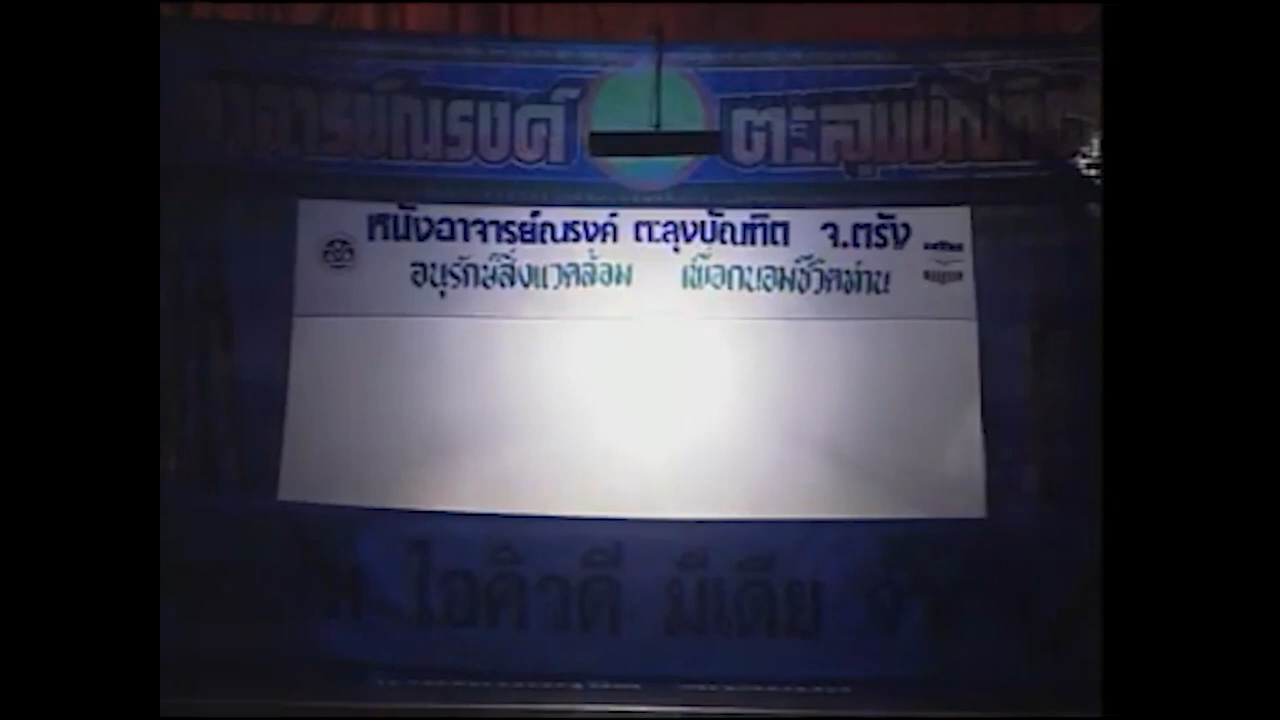 อาจารย์ณรงค์ ตะลุงบัณฑิต
หนังอาจารย์ณรงค์ ตะลุงบัณฑิต จ.ตรัง
อนุรักษ์สิ่งแวดล้อม เพื่อถนอมชีวิตท่าน
ไอคิวดี มีเดีย